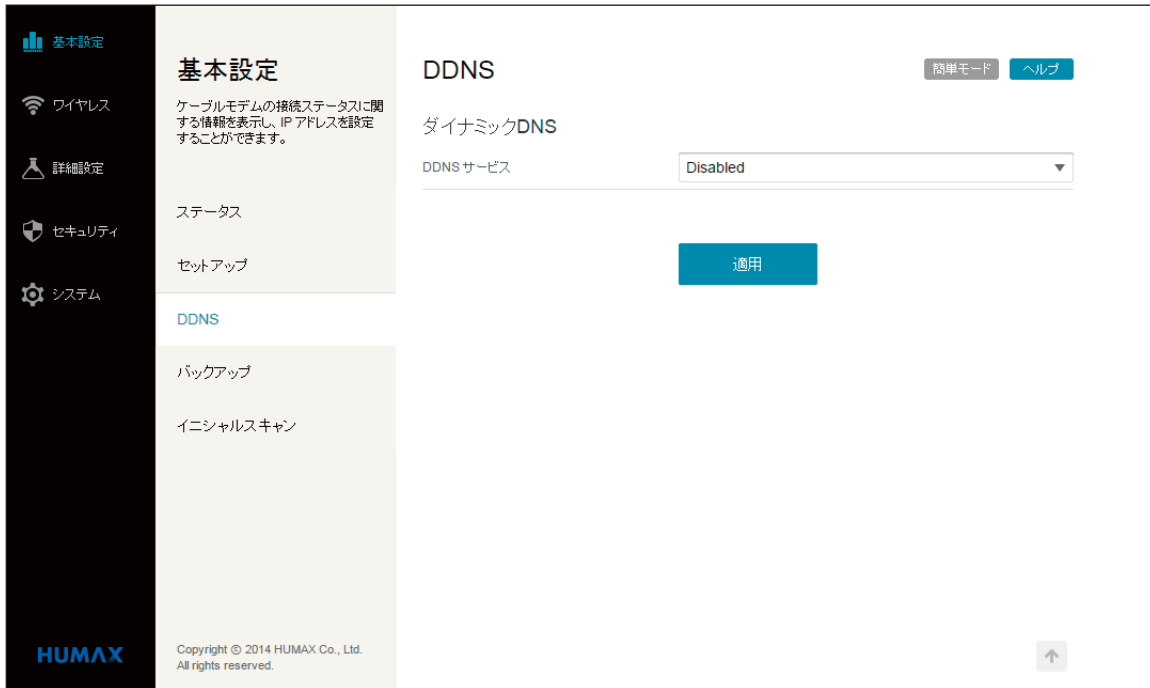 基本設定
ワイヤレス
詳細設定
セキュリティ
システム
HUMAX
基本設定
ケーブルモデムの接続ステータスに関
する情報を表示し、IP アドレスを設定
することができます。
ステータス
セットアップ
DDNS
バックアップ
イニシャルスキャン
Copyright © 2014 HUMAX Co., Ltd.
All rights reserved.
DDNS
簡単モード
ヘルプ
ダイナミックDNS
DDNS サービス
Disabled
適用